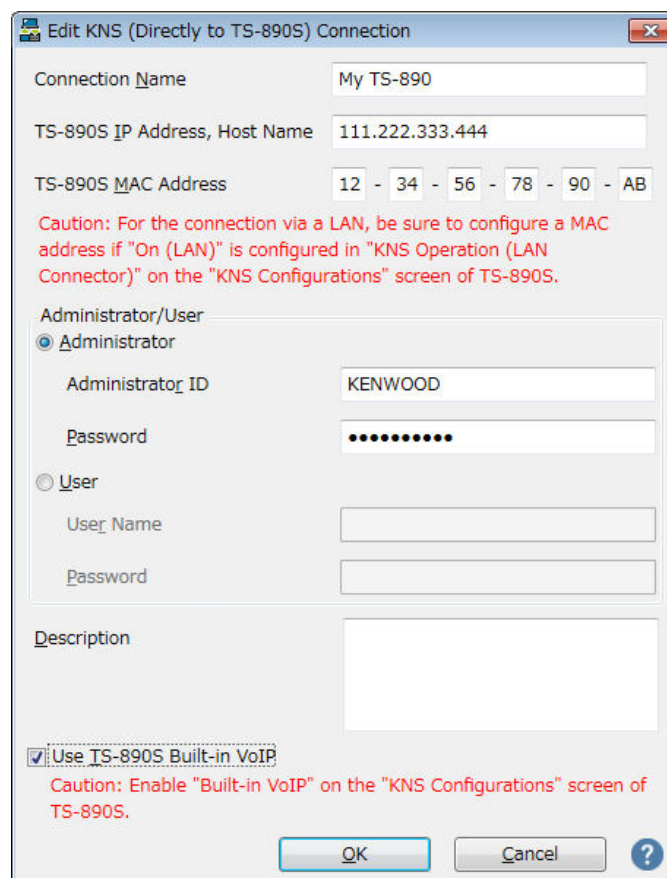 Edit KNS (Directly to TS-890S) Connection
Connection Name My TS-890
TS-890S IP Address, Host Name 111.222.333.444
TS-890S MAC Address 12 - 34 - 56 - 78 - 90 - AB
Caution: For the connection via a LAN, be sure to configure a MAC
address if "On (LAN)" is configured in "KNS Operation (LAN
Connector)" on the "KNS Configurations" screen of TS-890S.
Administrator/User
Administrator
Administrator ID KENWOOD
Password ••••••••••
User
User Name
Password
Description
Use TS-890S Built-in VoIP
Caution: Enable "Built-in VoIP" on the "KNS Configurations" screen of
TS-890S.
OK Cancel ?